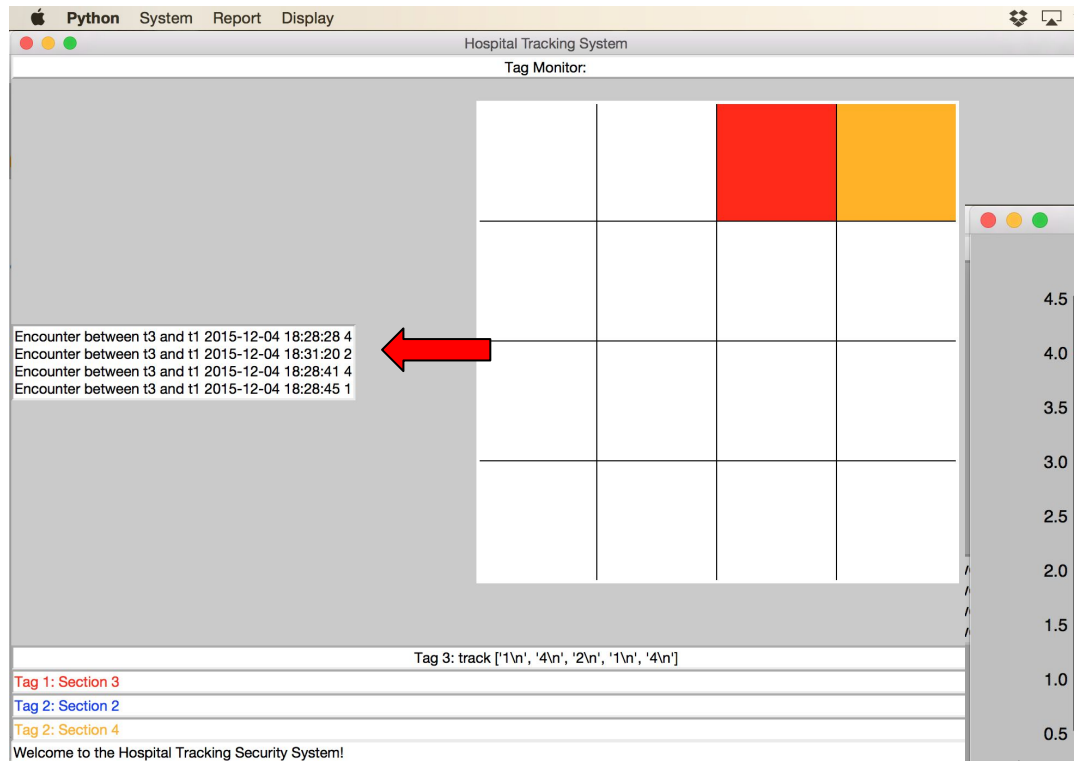 Python System Report Display
Hospital Tracking System
Tag Monitor:
Encounter between t3 and t1 2015-12-04 18:28:28 4
Encounter between t3 and t1 2015-12-04 18:31:20 2
Encounter between t3 and t1 2015-12-04 18:28:41 4
Encounter between t3 and t1 2015-12-04 18:28:45 1
4.5
4.0
3.5
3.0
2.5
2.0
1.5
1.0
0.5
Tag 3: track ['1\n', '4\n', '2\n', '1\n', '4\n']
Tag 1: Section 3
Tag 2: Section 2
Tag 2: Section 4
Welcome to the Hospital Tracking Security System!